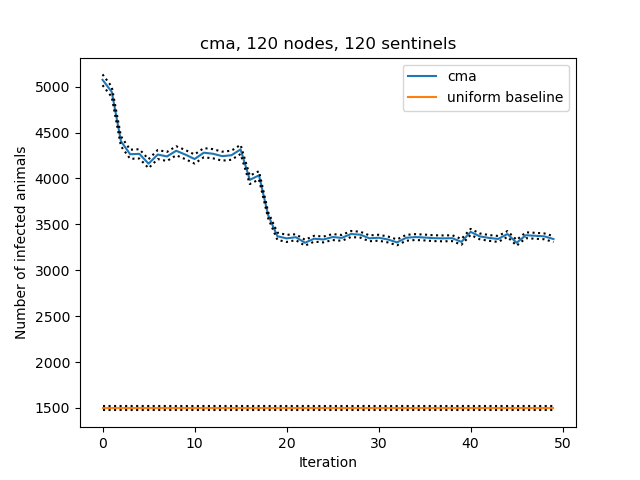 cma, 120 nodes, 120 sentinels
cma
uniform baseline
Number of infected animals
5000
4500
4000
3500
3000
2500
2000
1500
0 10 20 30 40 50
Iteration